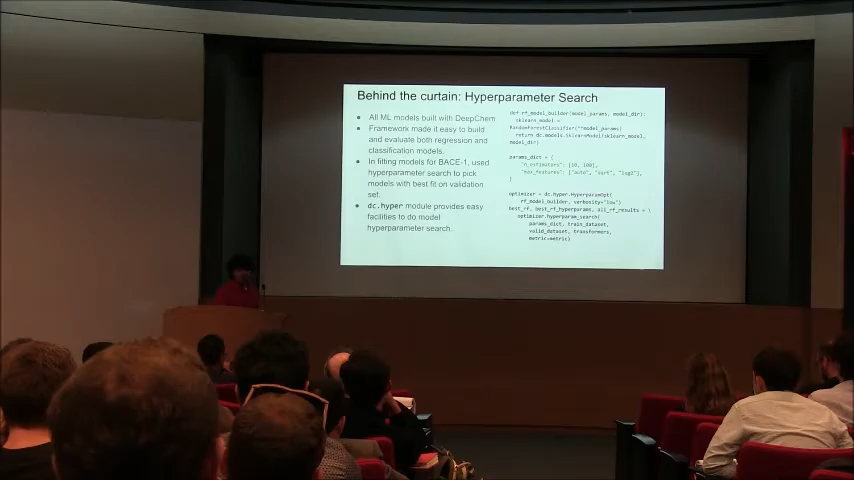 Behind the curtain: Hyperparameter Search
● All ML models built with DeepChem
● Framework made it easy to build
and evaluate both regression and
classification models.
● In fitting models for BACE-1, used
hyperparameter search to pick
models with best fit on validation
set.
● dc.hyper module provides easy
facilities to do model
hyperparameter search.
def rf_model_builder(model_params, model_dir):
sklearn_model =
RandomForestClassifier(**model_params)
return dc.models.SklearnModel(sklearn_model,
model_dir)
params_dict = {
"n_estimators": [10, 100],
"max_features": ["auto", "sqrt", "log2"],
}
optimizer = dc.hyper.HyperparamOpt(
rf_model_builder, verbosity="low")
best_rf, best_rf_hyperparams, all_rf_results = \
optimizer.hyperparam_search(
params_dict, train_dataset,
valid_dataset, transformers,
metric=metric)